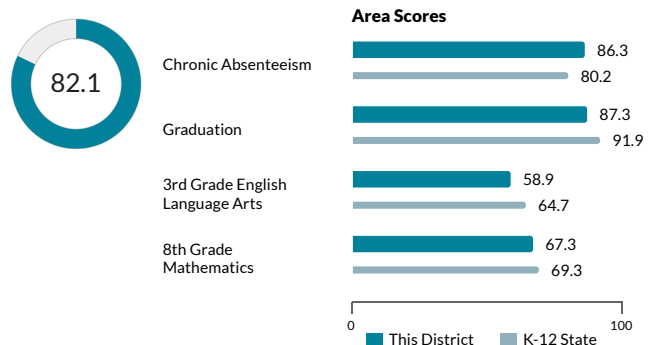 82.1
Area Scores
Chronic Absenteeism
86.3
80.2
Graduation
87.3
91.9
3rd Grade English
Language Arts
58.9
64.7
8th Grade
Mathematics
67.3
69.3
0
100
This District
K-12 State